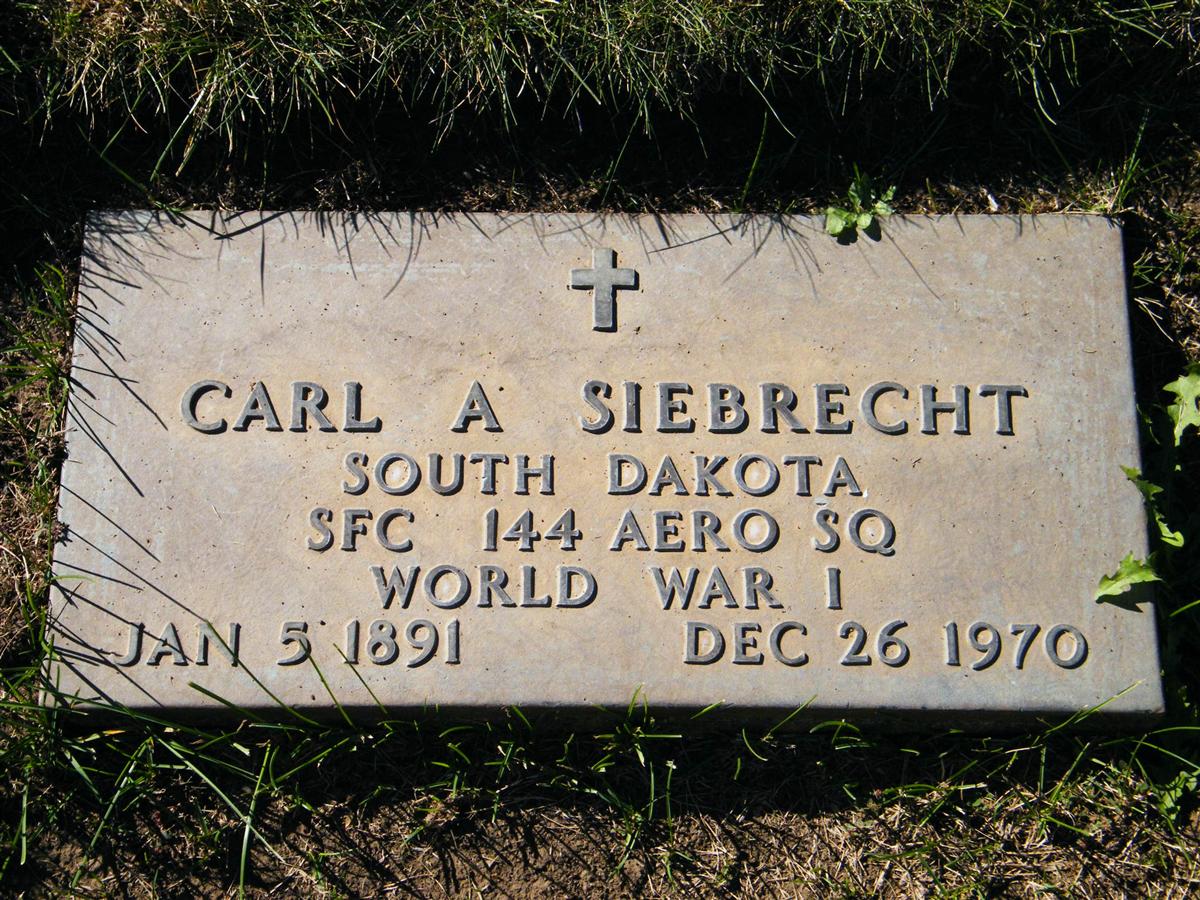 CARL A SIEBRECHT
SOUTH DAKOTA
SFC 144 AERO SQ
WORLD WAR I
JAN 5 1891 DEC 26 1970